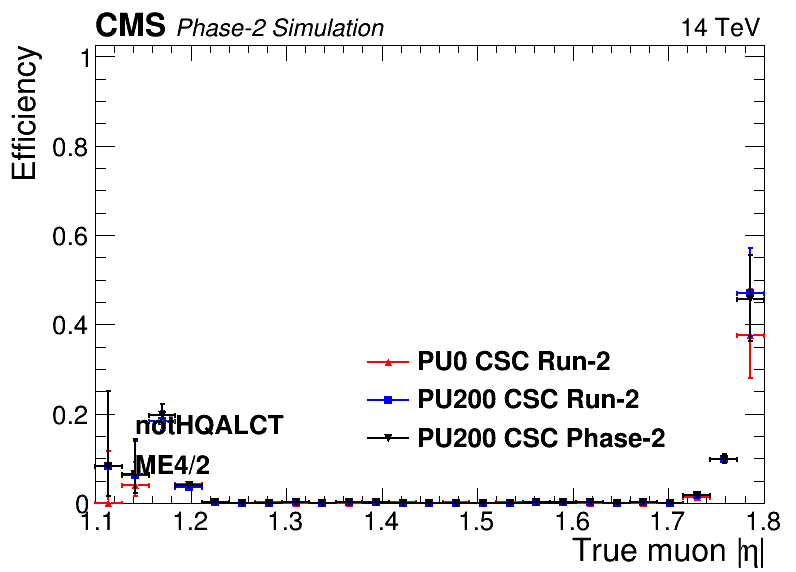 CMS Phase-2 Simulation 14 TeV
Efficiency
1
0.8
0.6
0.4
0.2
0
PU0 CSC Run-2
PU200 CSC Run-2
PU200 CSC Phase-2
notHQALCT
ME4/2
1.1 1.2 1.3 1.4 1.5 1.6 1.7 1.8
True muon |η|